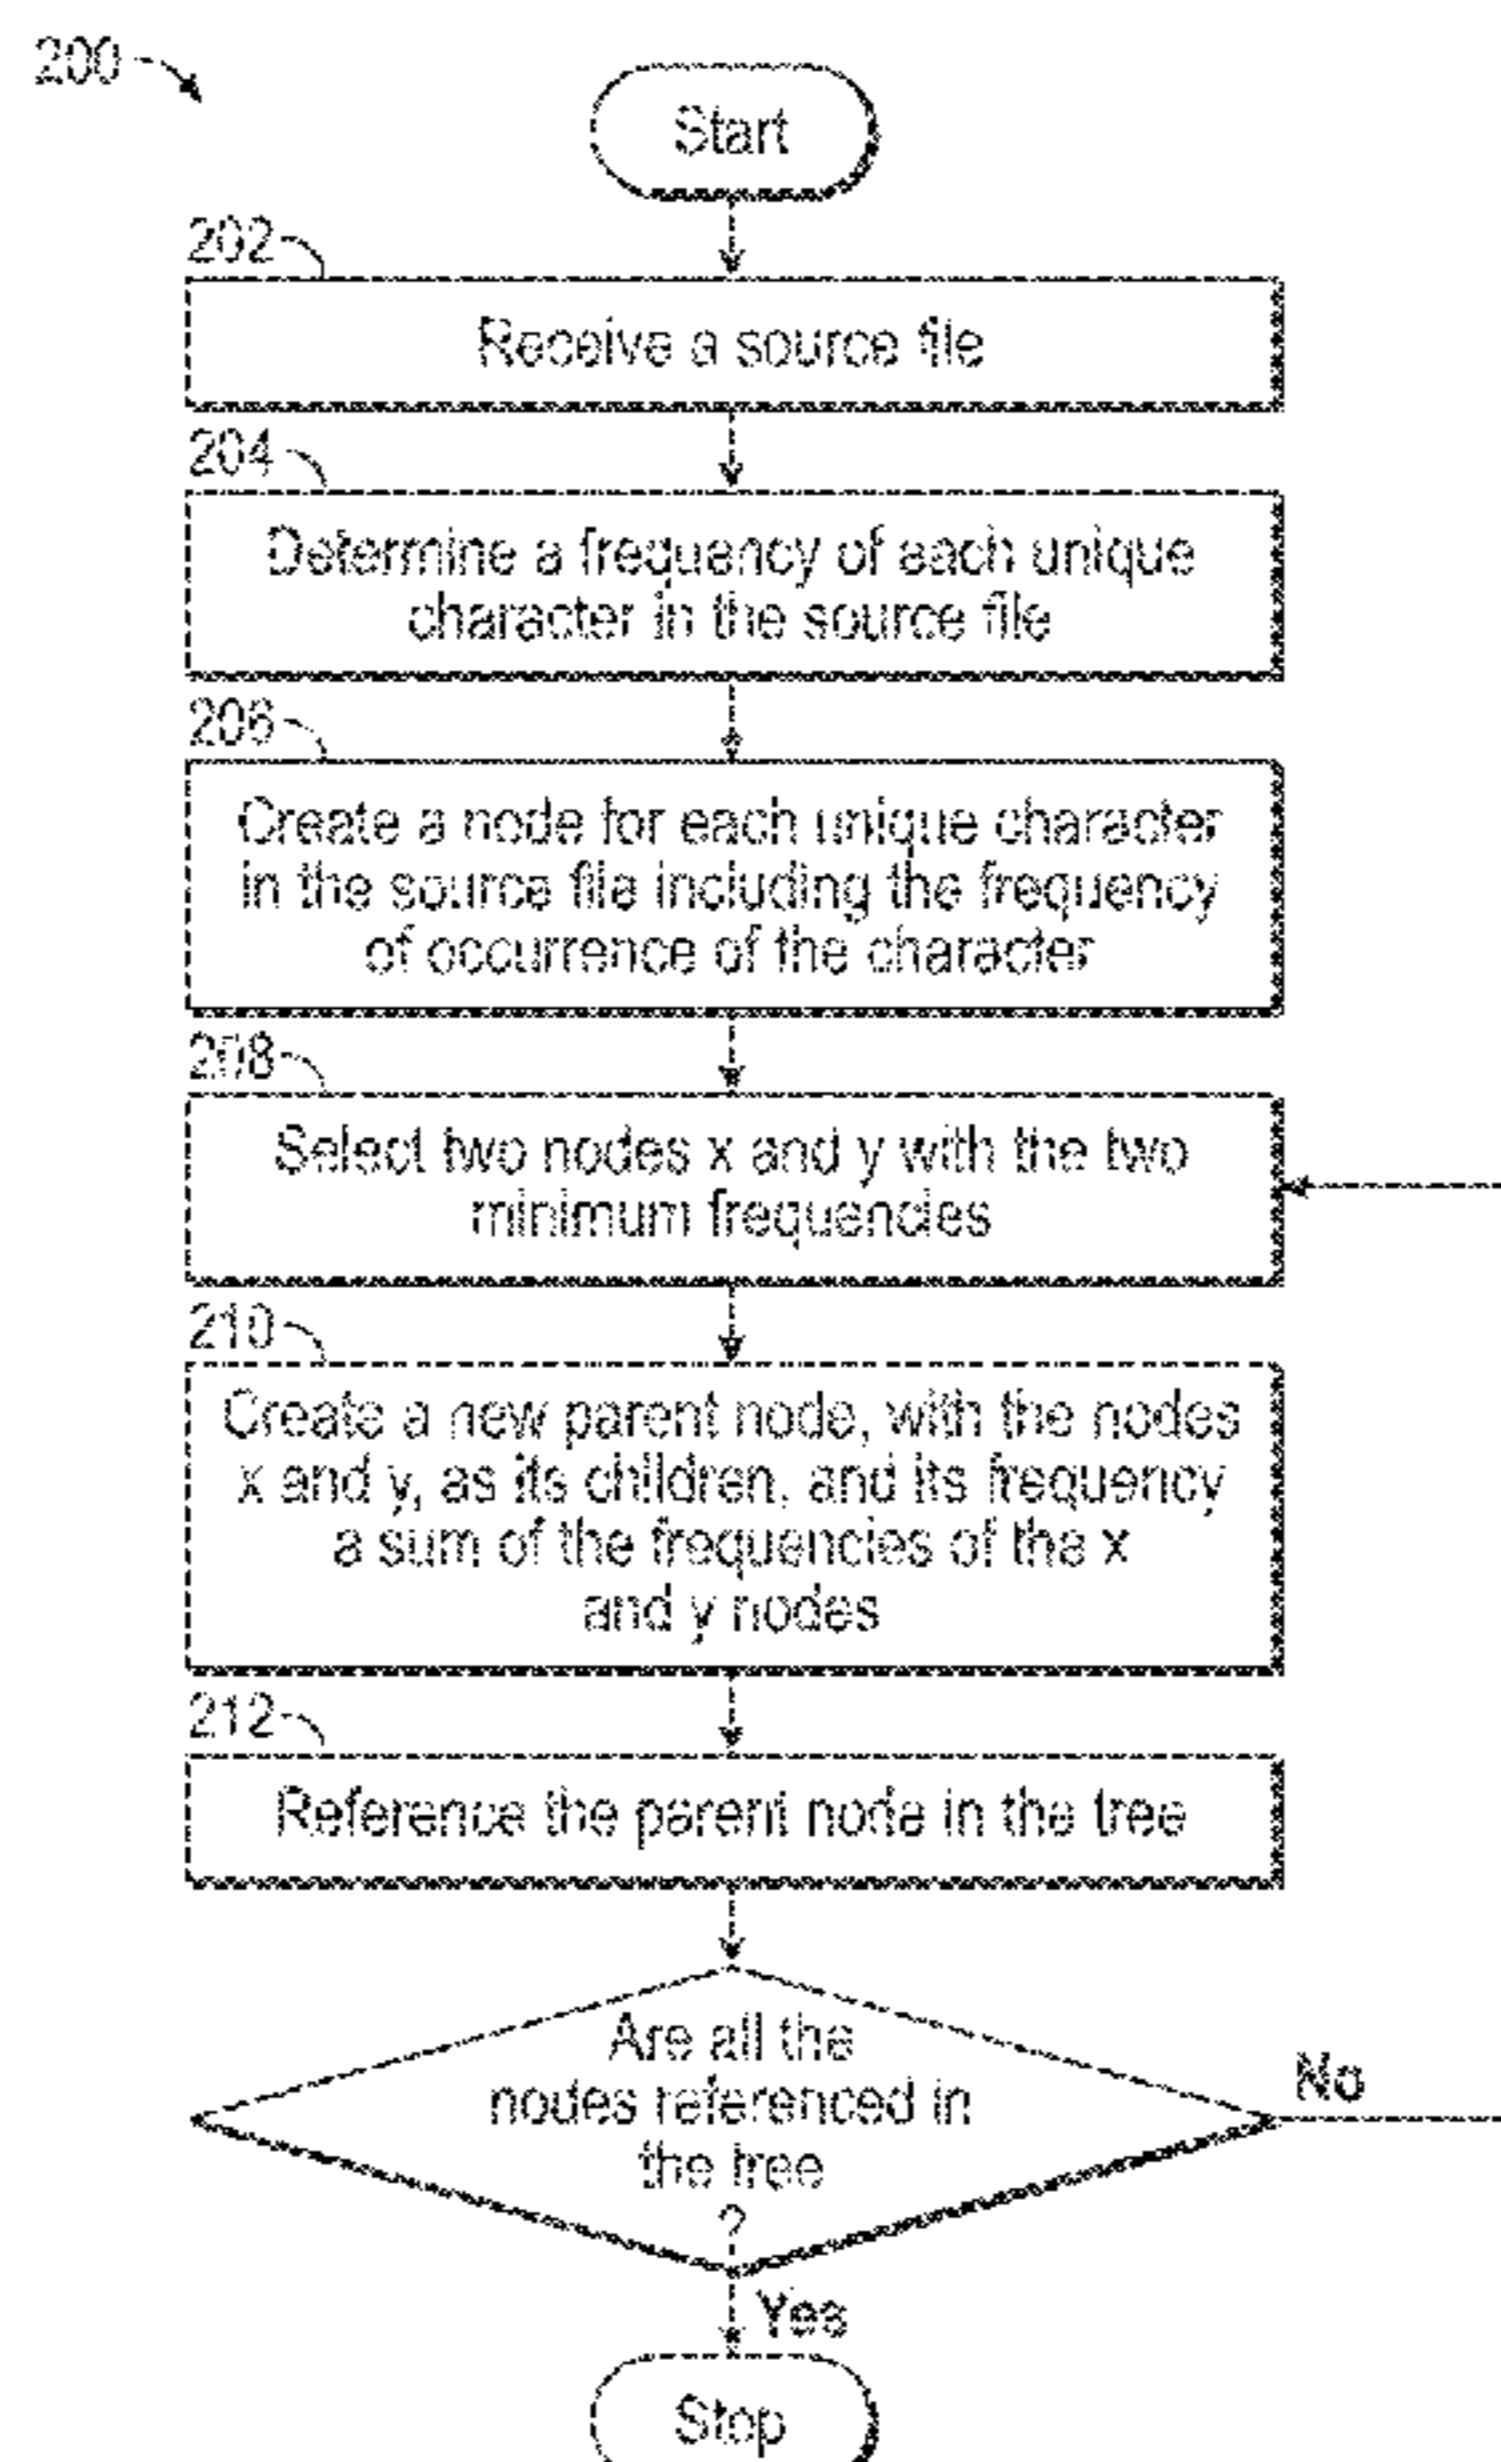 200
Start
202
Receive a source file
204
Determine a frequency of each unique
character in the source file
206
Create a node for each unique character
in the source file including the frequency
of occurrence of the character
208
Select two nodes x and y with the two
minimum frequencies
210
Create a new parent node, with the nodes
x and y, as its children, and its frequency
a sum of the frequencies of the x
and y nodes
212
Reference the parent node in the tree
Are all the
nodes referenced in
the tree
?
No
Yes
Stop